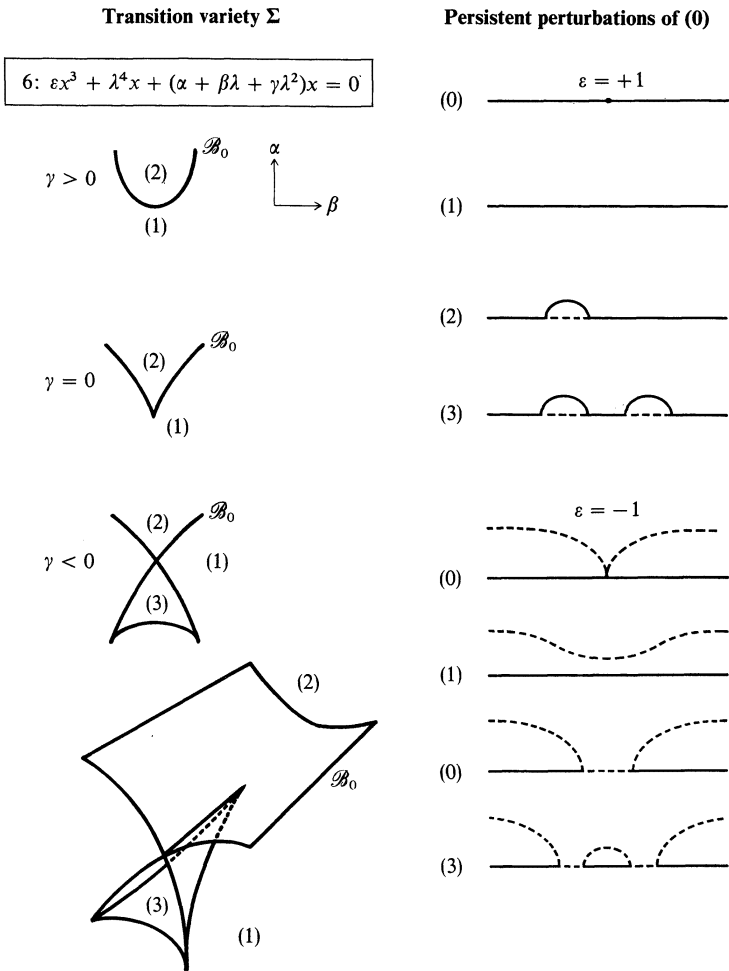 Transition variety Σ
Persistent perturbations of (0)
6: εx³ + λ⁴x + (α + βλ + γλ²)x = 0
ε = +1
(0)
γ > 0
(2)
ℬ₀
α
β
(1)
(1)
(2)
γ = 0
(2)
ℬ₀
(1)
(3)
γ < 0
(2)
ℬ₀
(1)
(3)
ε = −1
(0)
(1)
(2)
ℬ₀
(0)
(3)
(1)
(3)